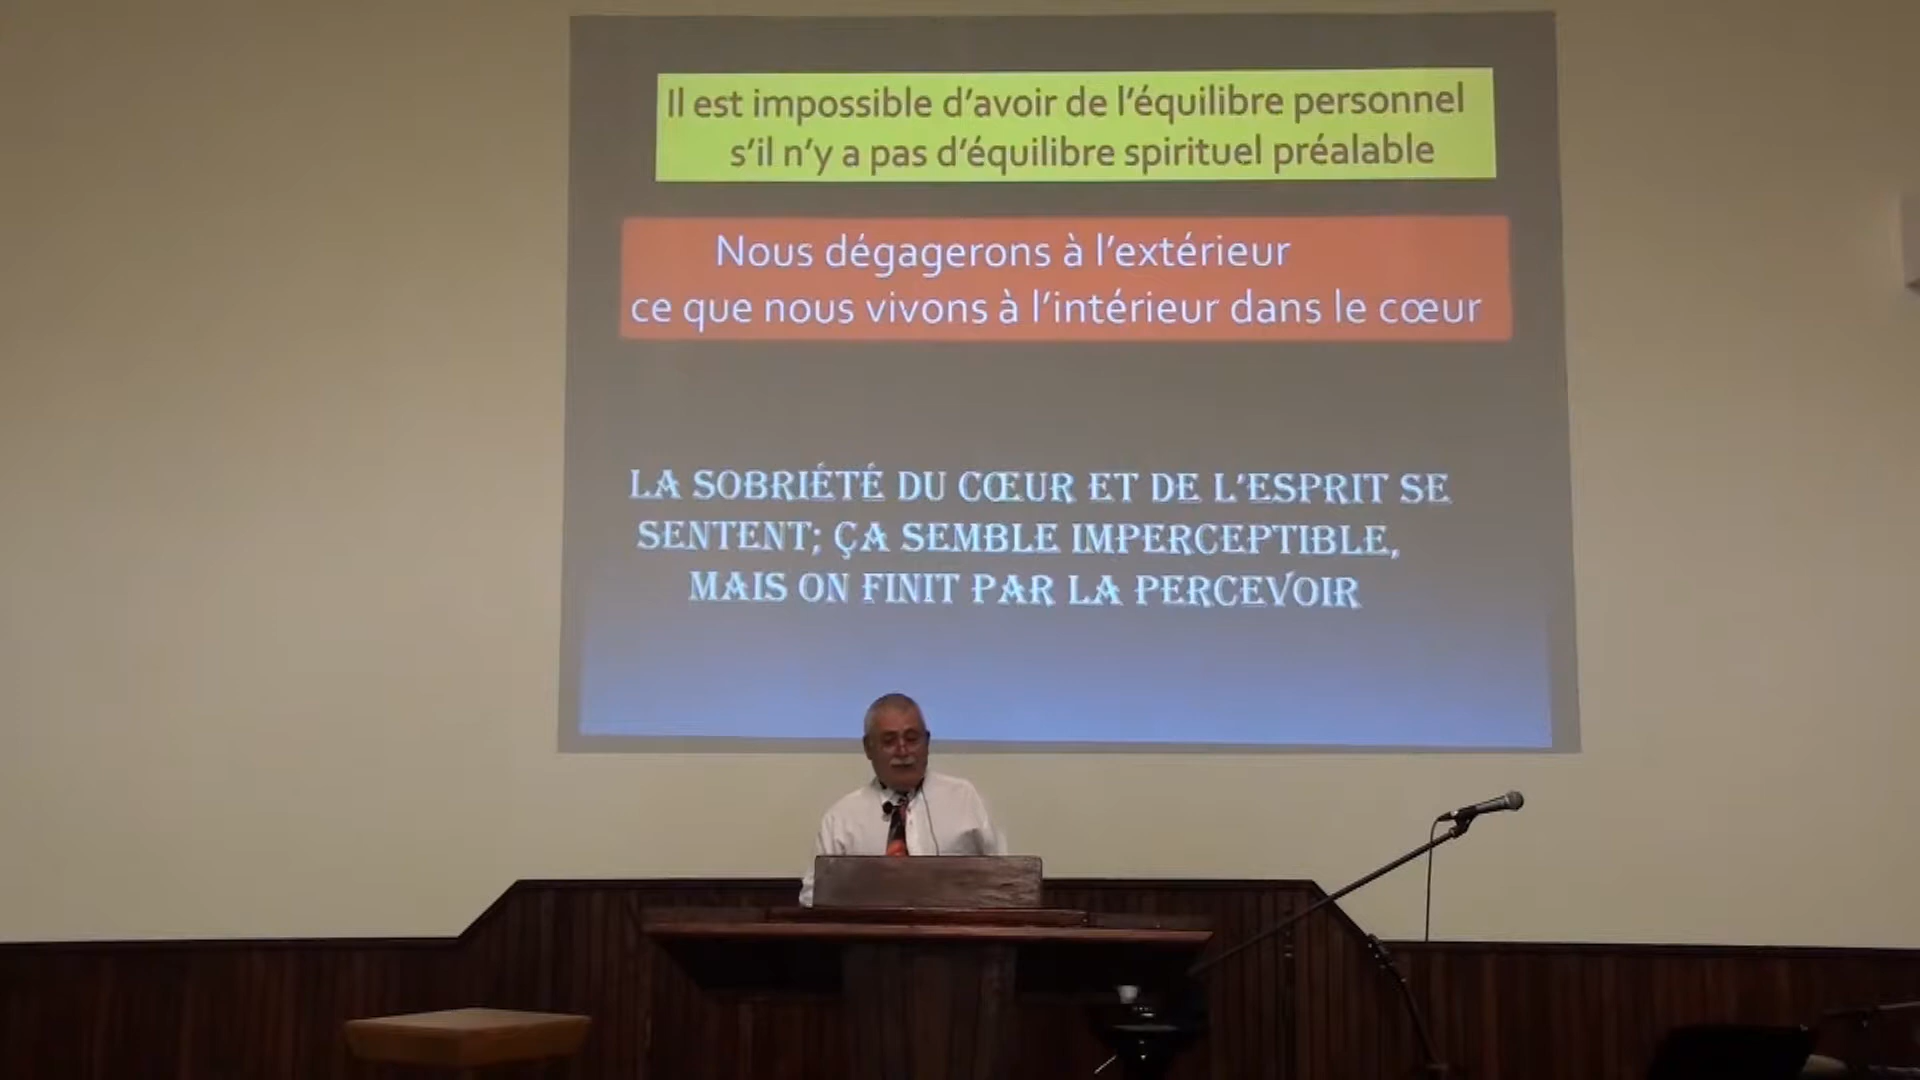 Il est impossible d'avoir de l'équilibre personnel
s'il n'y a pas d'équilibre spirituel préalable
Nous dégagerons à l'extérieur
ce que nous vivons à l'intérieur dans le cœur
LA SOBRIÉTÉ DU CŒUR ET DE L'ESPRIT SE
SENTENT; ÇA SEMBLE IMPERCEPTIBLE,
MAIS ON FINIT PAR LA PERCEVOIR